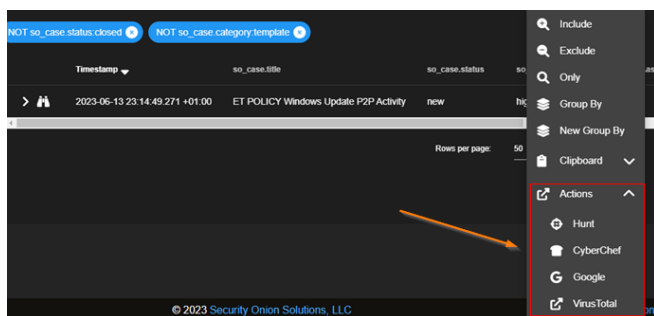 NOT so_case.status:closed NOT so_case.category:template
Include
Exclude
Only
Group By
New Group By
Clipboard
Actions
Hunt
CyberChef
Google
VirusTotal
Timestamp so_case.title so_case.status
2023-06-13 23:14:49.271 +01:00 ET POLICY Windows Update P2P Activity new
Rows per page: 50
© 2023 Security Onion Solutions, LLC